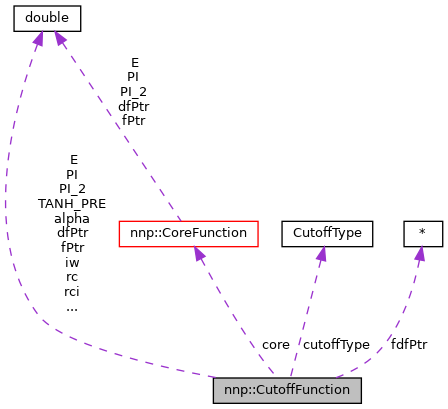 double
E
PI
PI_2
dfPtr
fPtr
E
PI
PI_2
TANH_PRE
alpha
dfPtr
fPtr
iw
rc
rci
...
nnp::CoreFunction
CutoffType
*
core
cutoffType
fdfPtr
nnp::CutoffFunction